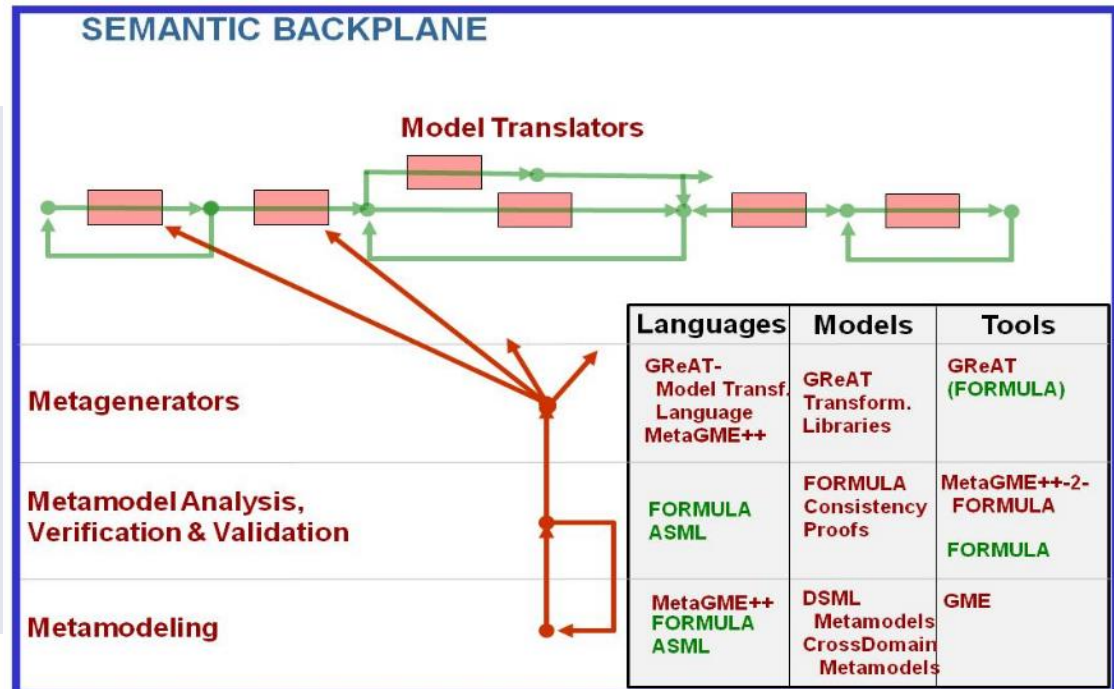 SEMANTIC BACKPLANE
Model Translators
Languages Models Tools
Metagenerators
GReAT-
Model Transf.
Language
MetaGME++
GReAT
Transform.
Libraries
GReAT
(FORMULA)
Metamodel Analysis,
Verification & Validation
FORMULA
ASML
FORMULA
Consistency
Proofs
MetaGME++-2-
FORMULA
FORMULA
Metamodeling
MetaGME++
FORMULA
ASML
DSML
Metamodels
CrossDomain
Metamodels
GME